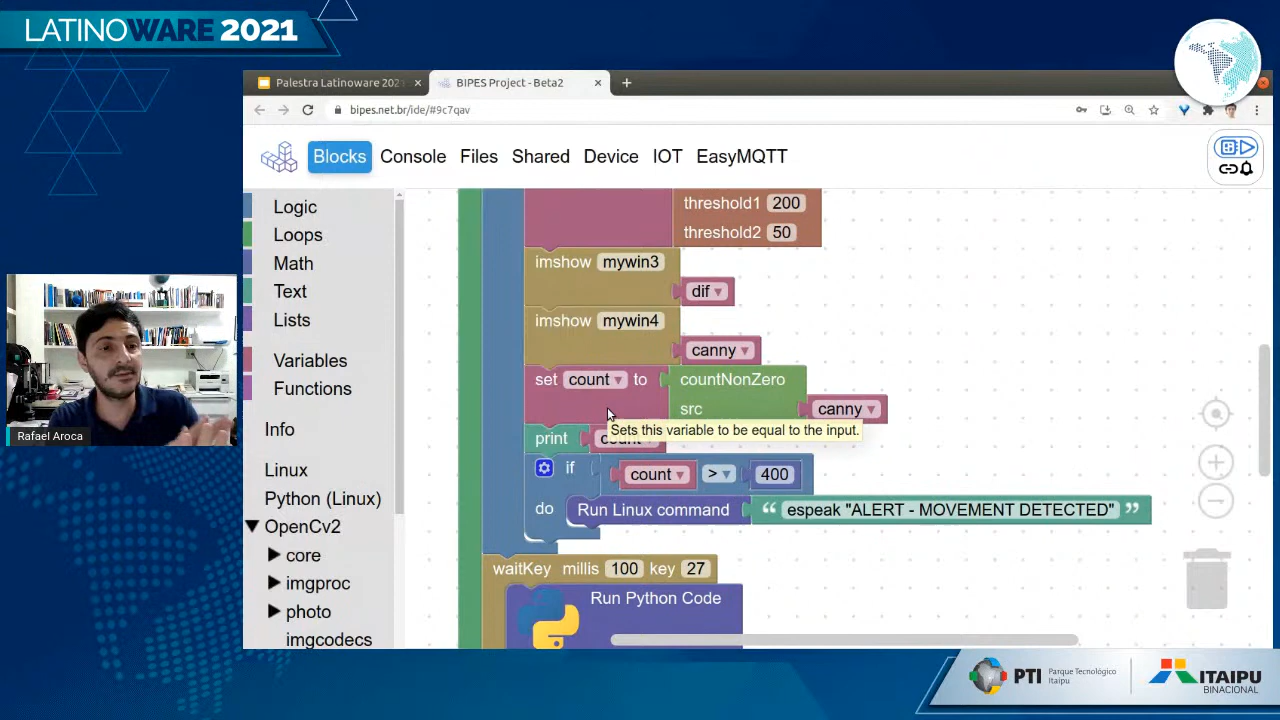 LATINOWARE 2021
Palestra Latinoware 202
BIPES Project - Beta2
bipes.net.br/ide/#9c7qav
Blocks Console Files Shared Device IOT EasyMQTT
Logic
Loops
Math
Text
Lists
Variables
Functions
Info
Linux
Python (Linux)
OpenCv2
core
imgproc
photo
imgcodecs
threshold1 200
threshold2 50
imshow mywin3
dif
imshow mywin4
canny
set count to countNonZero
src canny
Sets this variable to be equal to the input.
print count
if count > 400
do Run Linux command “ espeak "ALERT - MOVEMENT DETECTED" ”
waitKey millis 100 key 27
Run Python Code
Rafael Aroca
PTI Parque Tecnológico
Itaipu
ITAIPU
BINACIONAL